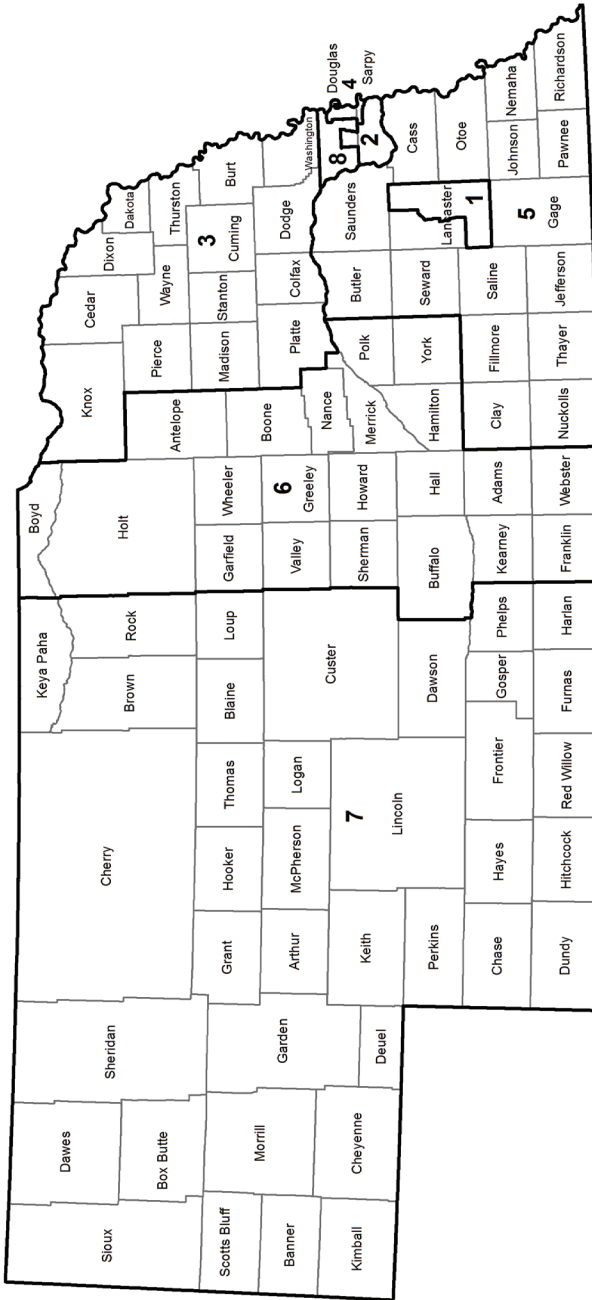 Sioux
Dawes
Sheridan
Cherry
Keya Paha
Boyd
Knox
Cedar
Dixon
Dakota
Box Butte
Brown
Rock
Holt
Antelope
Pierce
Wayne
Thurston
Scotts Bluff
Morrill
Garden
Grant
Hooker
Thomas
Blaine
Loup
Garfield
Wheeler
Boone
Madison
Stanton
3
Cuming
Burt
Banner
Arthur
McPherson
Logan
Custer
Valley
6
Greeley
Nance
Platte
Colfax
Dodge
Washington
Kimball
Cheyenne
Deuel
Keith
7
Lincoln
Sherman
Howard
Merrick
Polk
Butler
Saunders
8
Douglas
4
Sarpy
2
Perkins
Dawson
Buffalo
Hall
Hamilton
York
Seward
Lancaster
1
Cass
Otoe
Chase
Hayes
Frontier
Gosper
Phelps
Kearney
Adams
Clay
Fillmore
Saline
5
Gage
Johnson
Nemaha
Dundy
Hitchcock
Red Willow
Furnas
Harlan
Franklin
Webster
Nuckolls
Thayer
Jefferson
Pawnee
Richardson